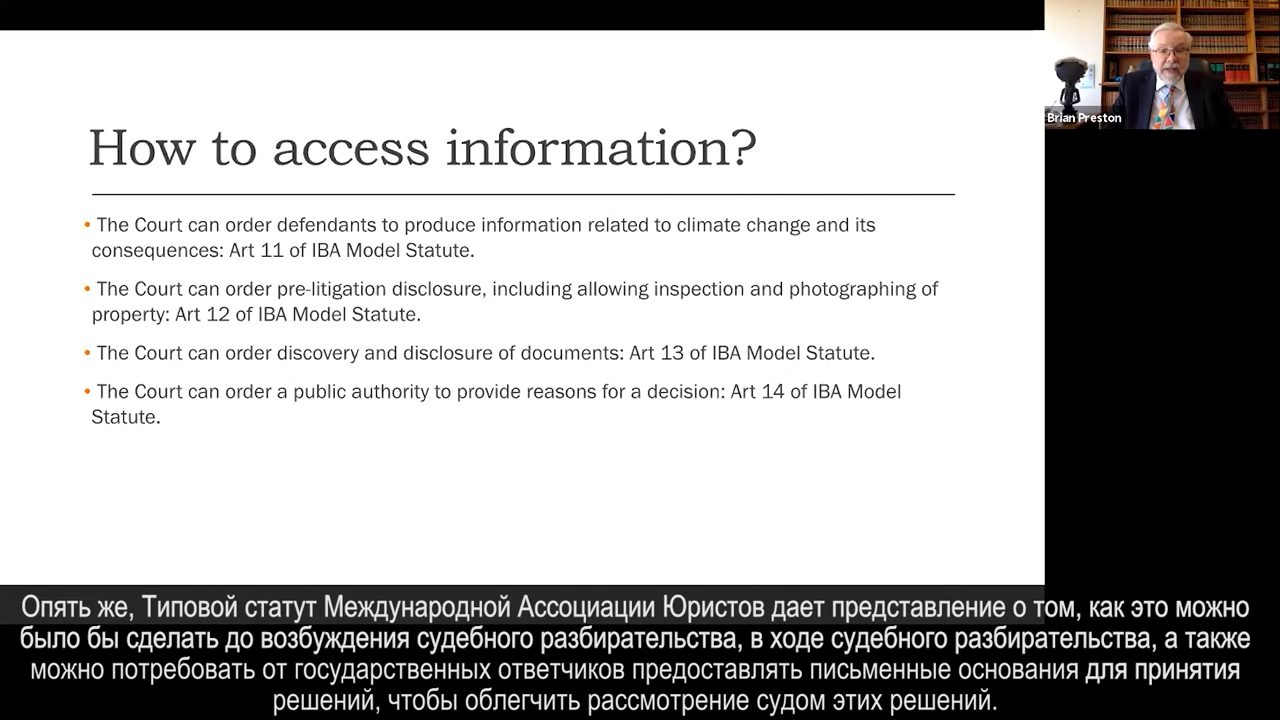 How to access information?
• The Court can order defendants to produce information related to climate change and its
consequences: Art 11 of IBA Model Statute.
• The Court can order pre-litigation disclosure, including allowing inspection and photographing of
property: Art 12 of IBA Model Statute.
• The Court can order discovery and disclosure of documents: Art 13 of IBA Model Statute.
• The Court can order a public authority to provide reasons for a decision: Art 14 of IBA Model
Statute.
Brian Preston
Опять же, Типовой статут Международной Ассоциации Юристов дает представление о том, как это можно
было бы сделать до возбуждения судебного разбирательства, в ходе судебного разбирательства, а также
можно потребовать от государственных ответчиков предоставлять письменные основания для принятия
решений, чтобы облегчить рассмотрение судом этих решений.